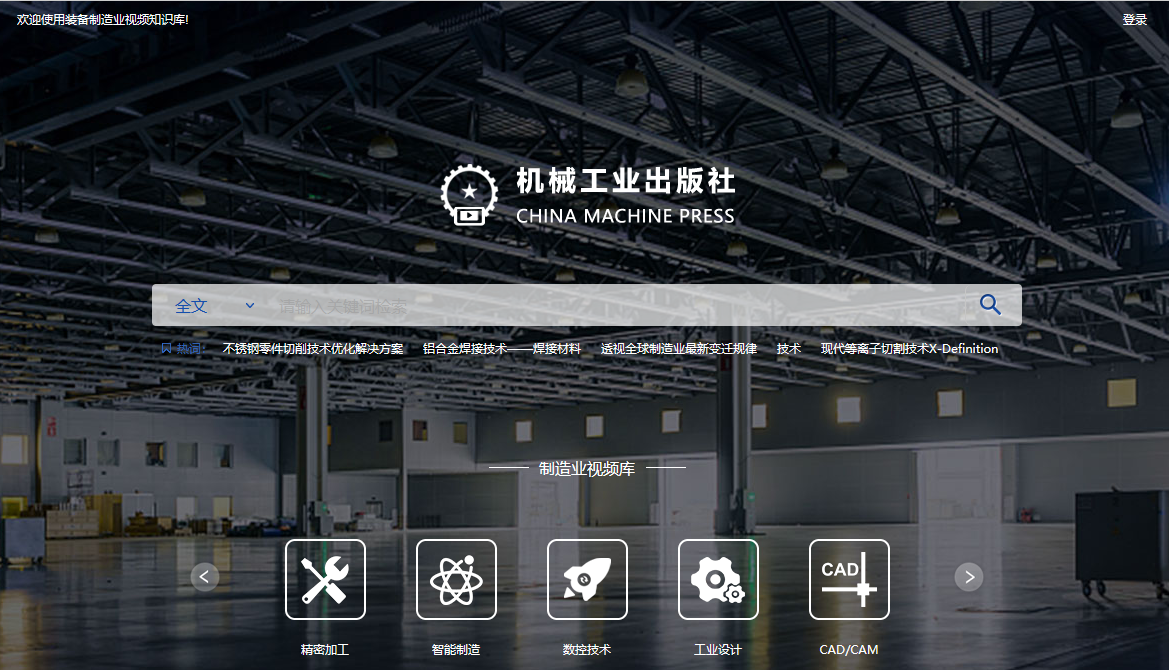 欢迎使用装备制造业视频知识库!
登录
机械工业出版社
CHINA MACHINE PRESS
全文 请输入关键词检索
热词: 不锈钢零件切削技术优化解决方案 铝合金焊接技术——焊接材料 透视全球制造业最新变迁规律 技术 现代等离子切割技术X-Definition
制造业视频库
CAD
精密加工 智能制造 数控技术 工业设计 CAD/CAM